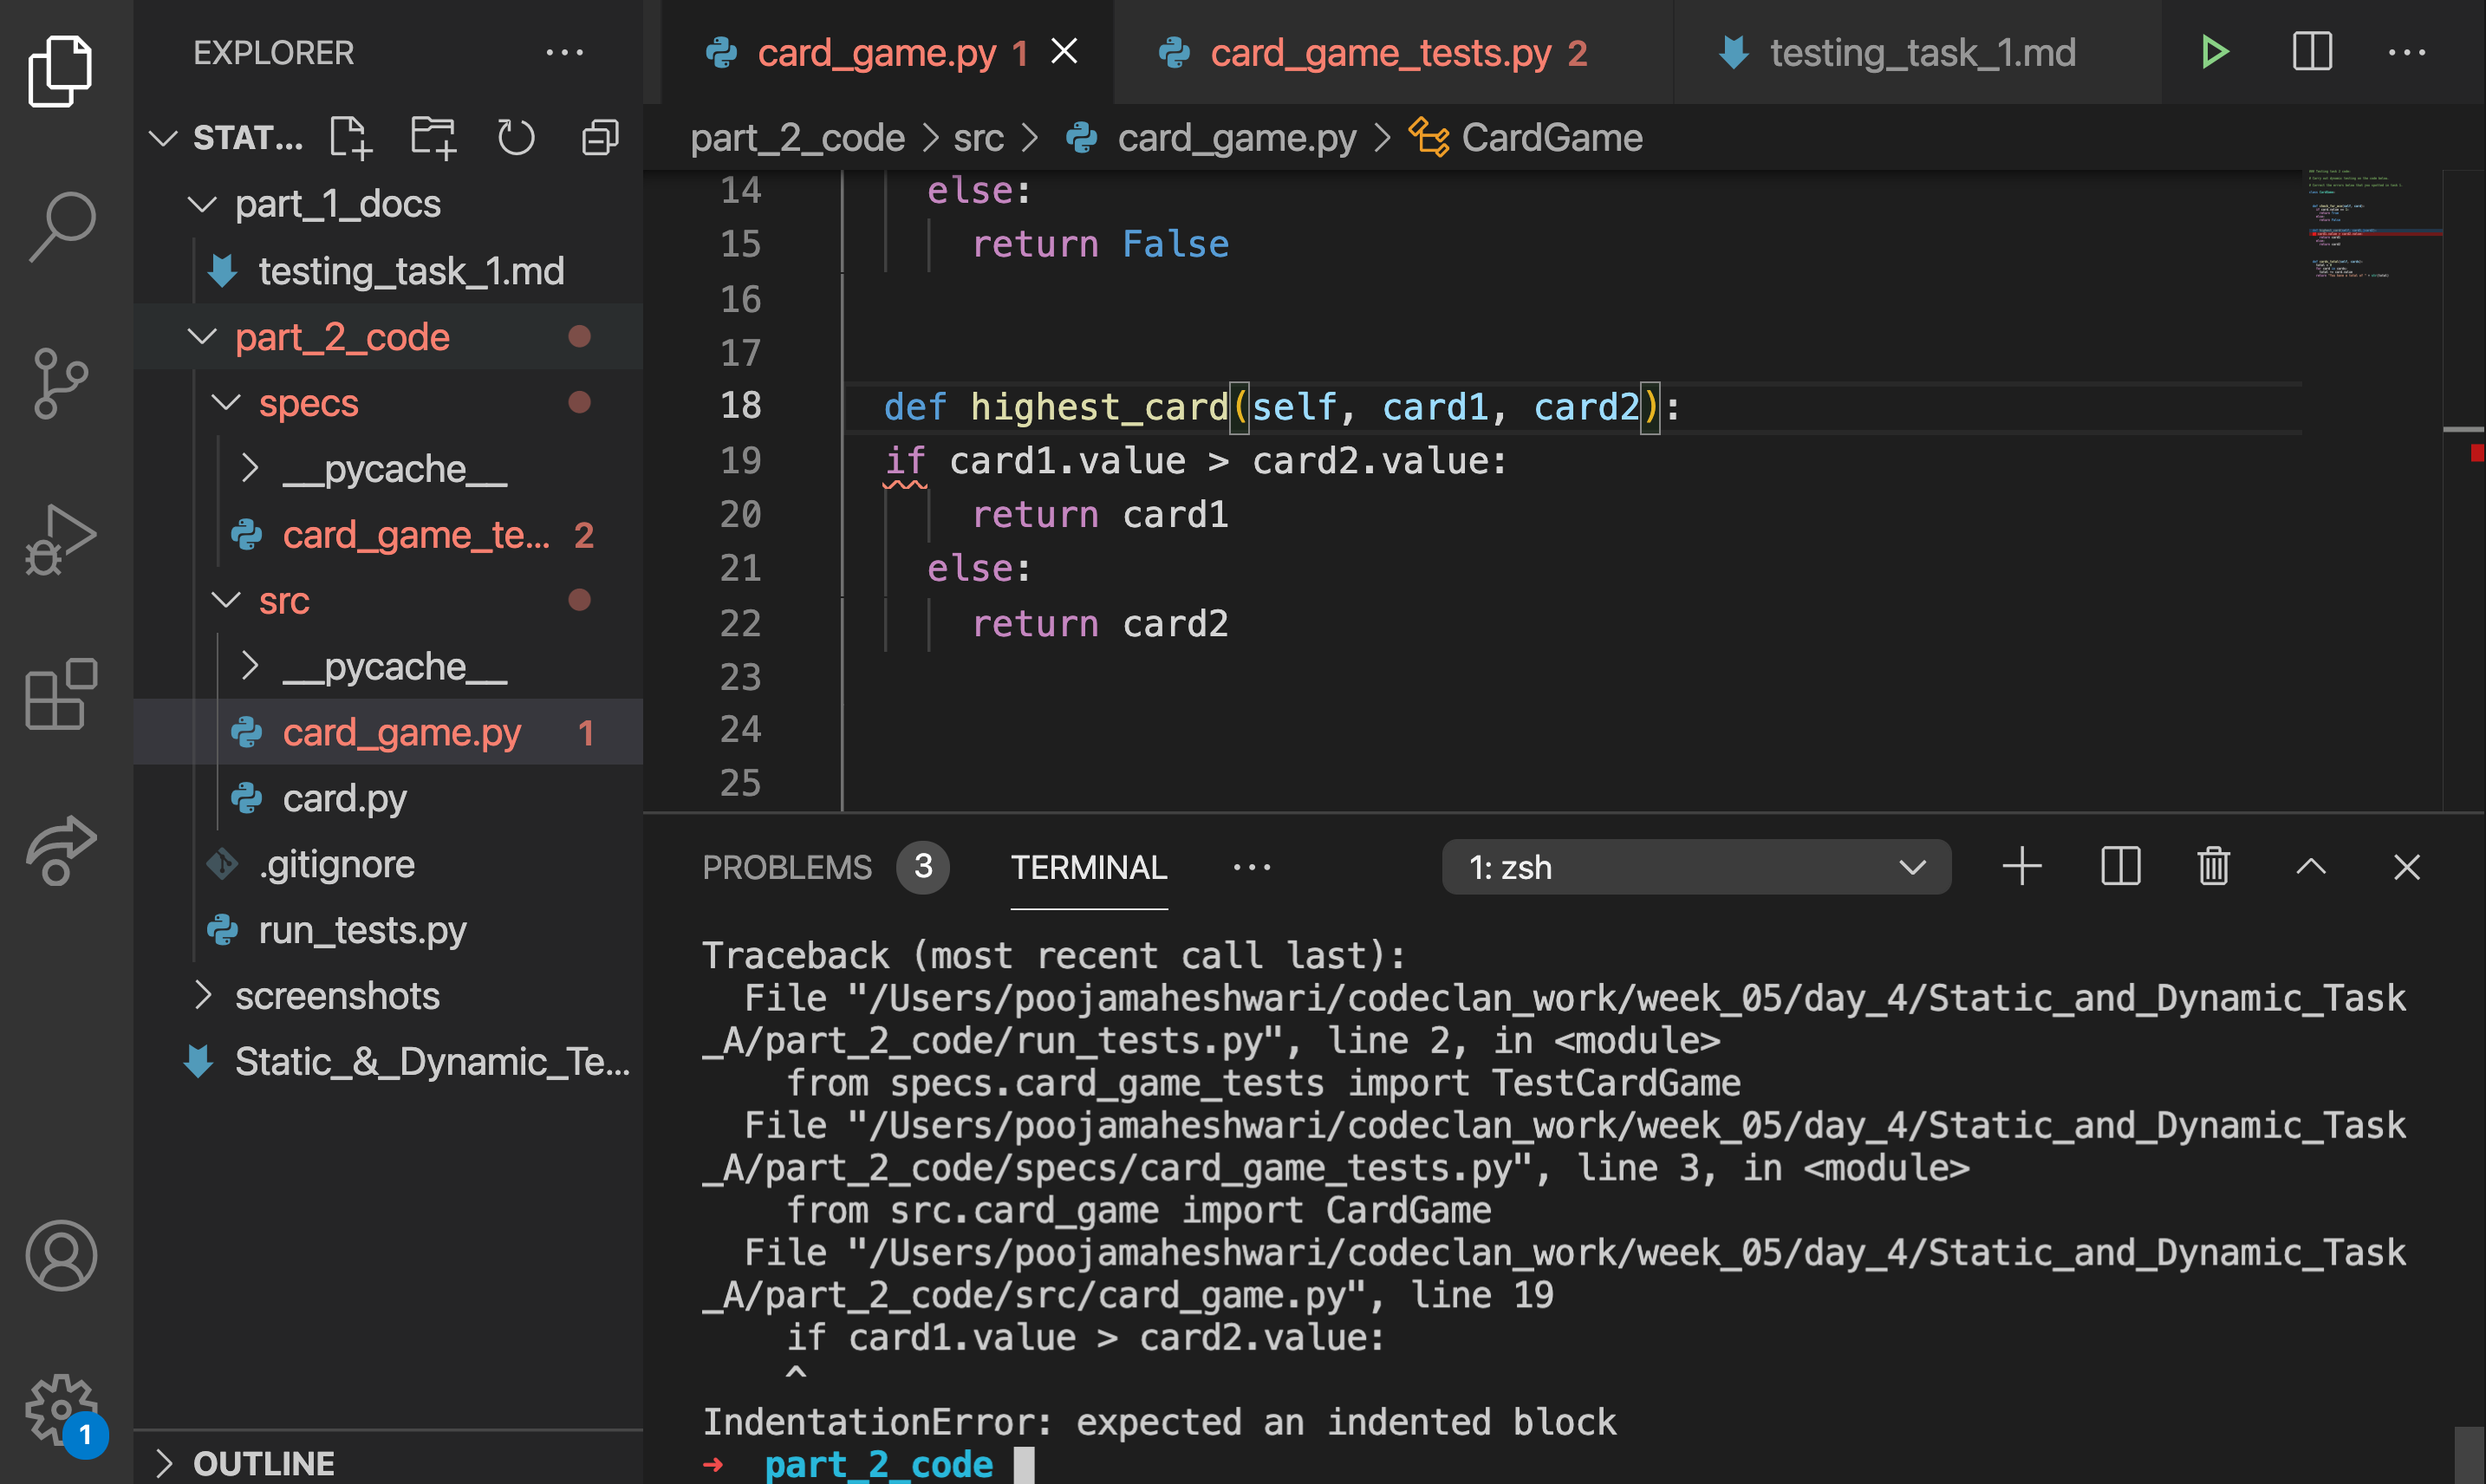 EXPLORER ...
STAT...
part_1_docs
testing_task_1.md
part_2_code
specs
__pycache__
card_game_te... 2
src
__pycache__
card_game.py 1
card.py
.gitignore
run_tests.py
screenshots
Static_&_Dynamic_Te...
OUTLINE
1
card_game.py 1 card_game_tests.py 2 testing_task_1.md ...
part_2_code > src > card_game.py > CardGame
14 else:
15 return False
16
17
18 def highest_card(self, card1, card2):
19 if card1.value > card2.value:
20 return card1
21 else:
22 return card2
23
24
25
PROBLEMS 3 TERMINAL ... 1: zsh
Traceback (most recent call last):
File "/Users/poojamaheshwari/codeclan_work/week_05/day_4/Static_and_Dynamic_Task
_A/part_2_code/run_tests.py", line 2, in <module>
from specs.card_game_tests import TestCardGame
File "/Users/poojamaheshwari/codeclan_work/week_05/day_4/Static_and_Dynamic_Task
_A/part_2_code/specs/card_game_tests.py", line 3, in <module>
from src.card_game import CardGame
File "/Users/poojamaheshwari/codeclan_work/week_05/day_4/Static_and_Dynamic_Task
_A/part_2_code/src/card_game.py", line 19
if card1.value > card2.value:
^
IndentationError: expected an indented block
➜ part_2_code